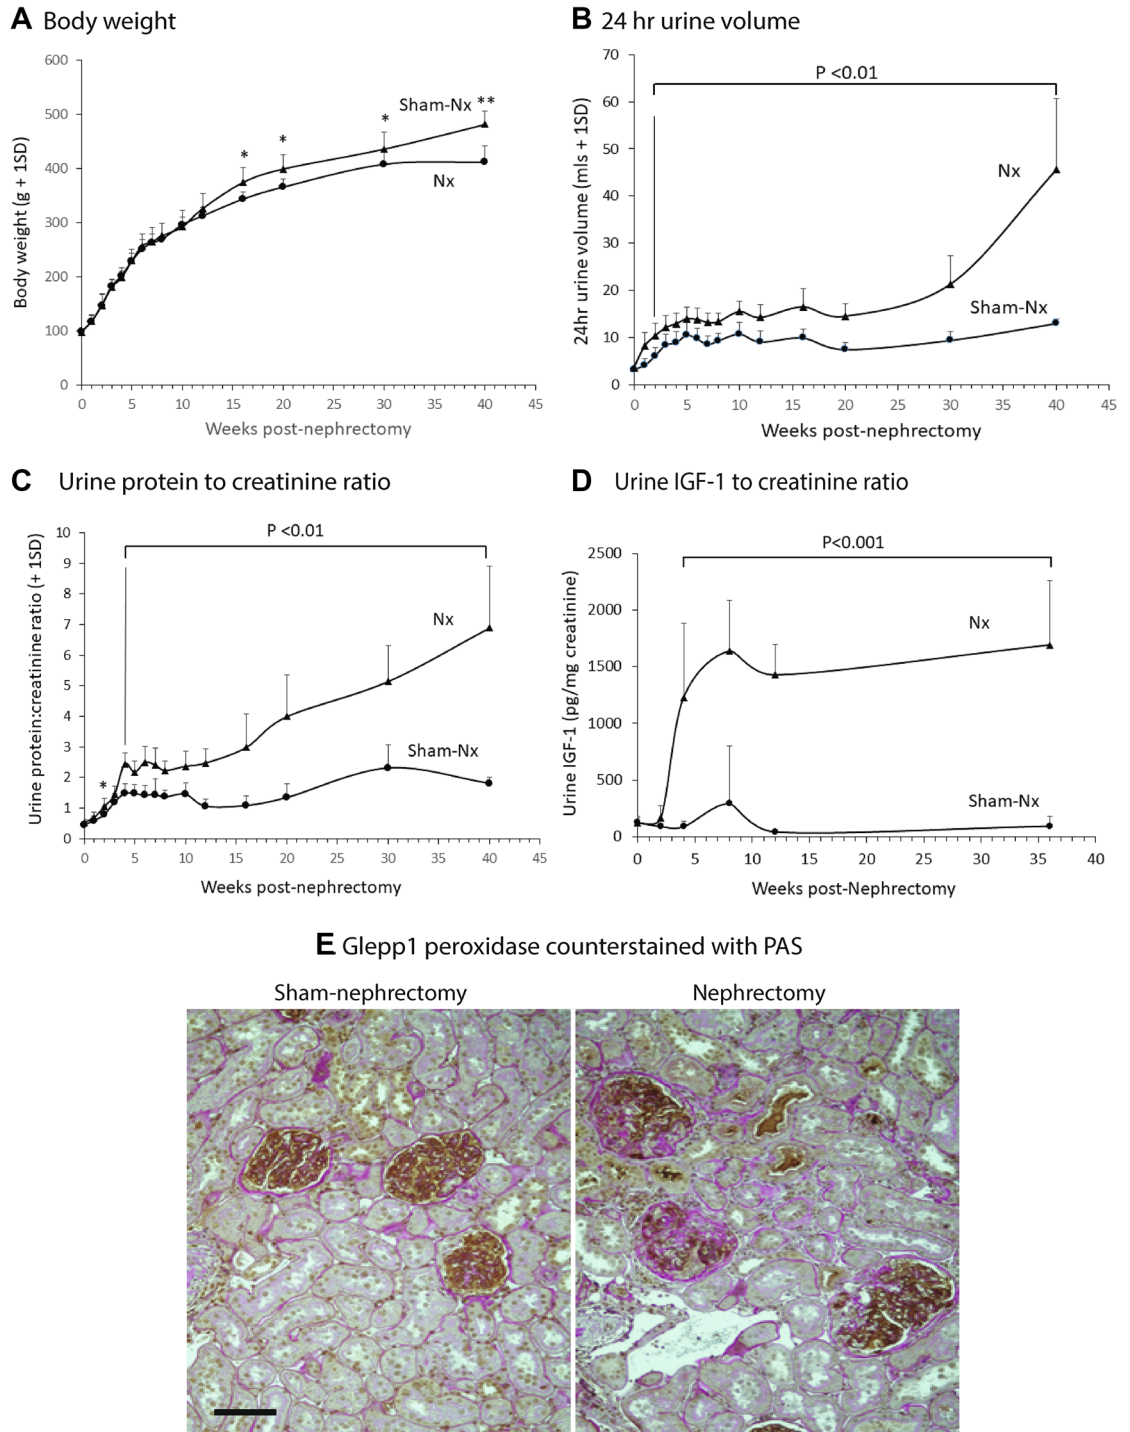 A Body weight
600
500
400
300
200
100
0
Body weight (g + 1SD)
Sham-Nx
Nx
*
*
*
**
0 5 10 15 20 25 30 35 40 45
Weeks post-nephrectomy
B 24 hr urine volume
70
60
50
40
30
20
10
0
24hr urine volume (mls + 1SD)
P <0.01
Nx
Sham-Nx
0 5 10 15 20 25 30 35 40 45
Weeks post-nephrectomy
C Urine protein to creatinine ratio
10
9
8
7
6
5
4
3
2
1
0
Urine protein:creatinine ratio (+ 1SD)
P <0.01
Nx
Sham-Nx
*
0 5 10 15 20 25 30 35 40 45
Weeks post-nephrectomy
D Urine IGF-1 to creatinine ratio
2500
2000
1500
1000
500
0
Urine IGF-1 (pg/mg creatinine)
P<0.001
Nx
Sham-Nx
0 5 10 15 20 25 30 35 40
Weeks post-Nephrectomy
E Glepp1 peroxidase counterstained with PAS
Sham-nephrectomy
Nephrectomy